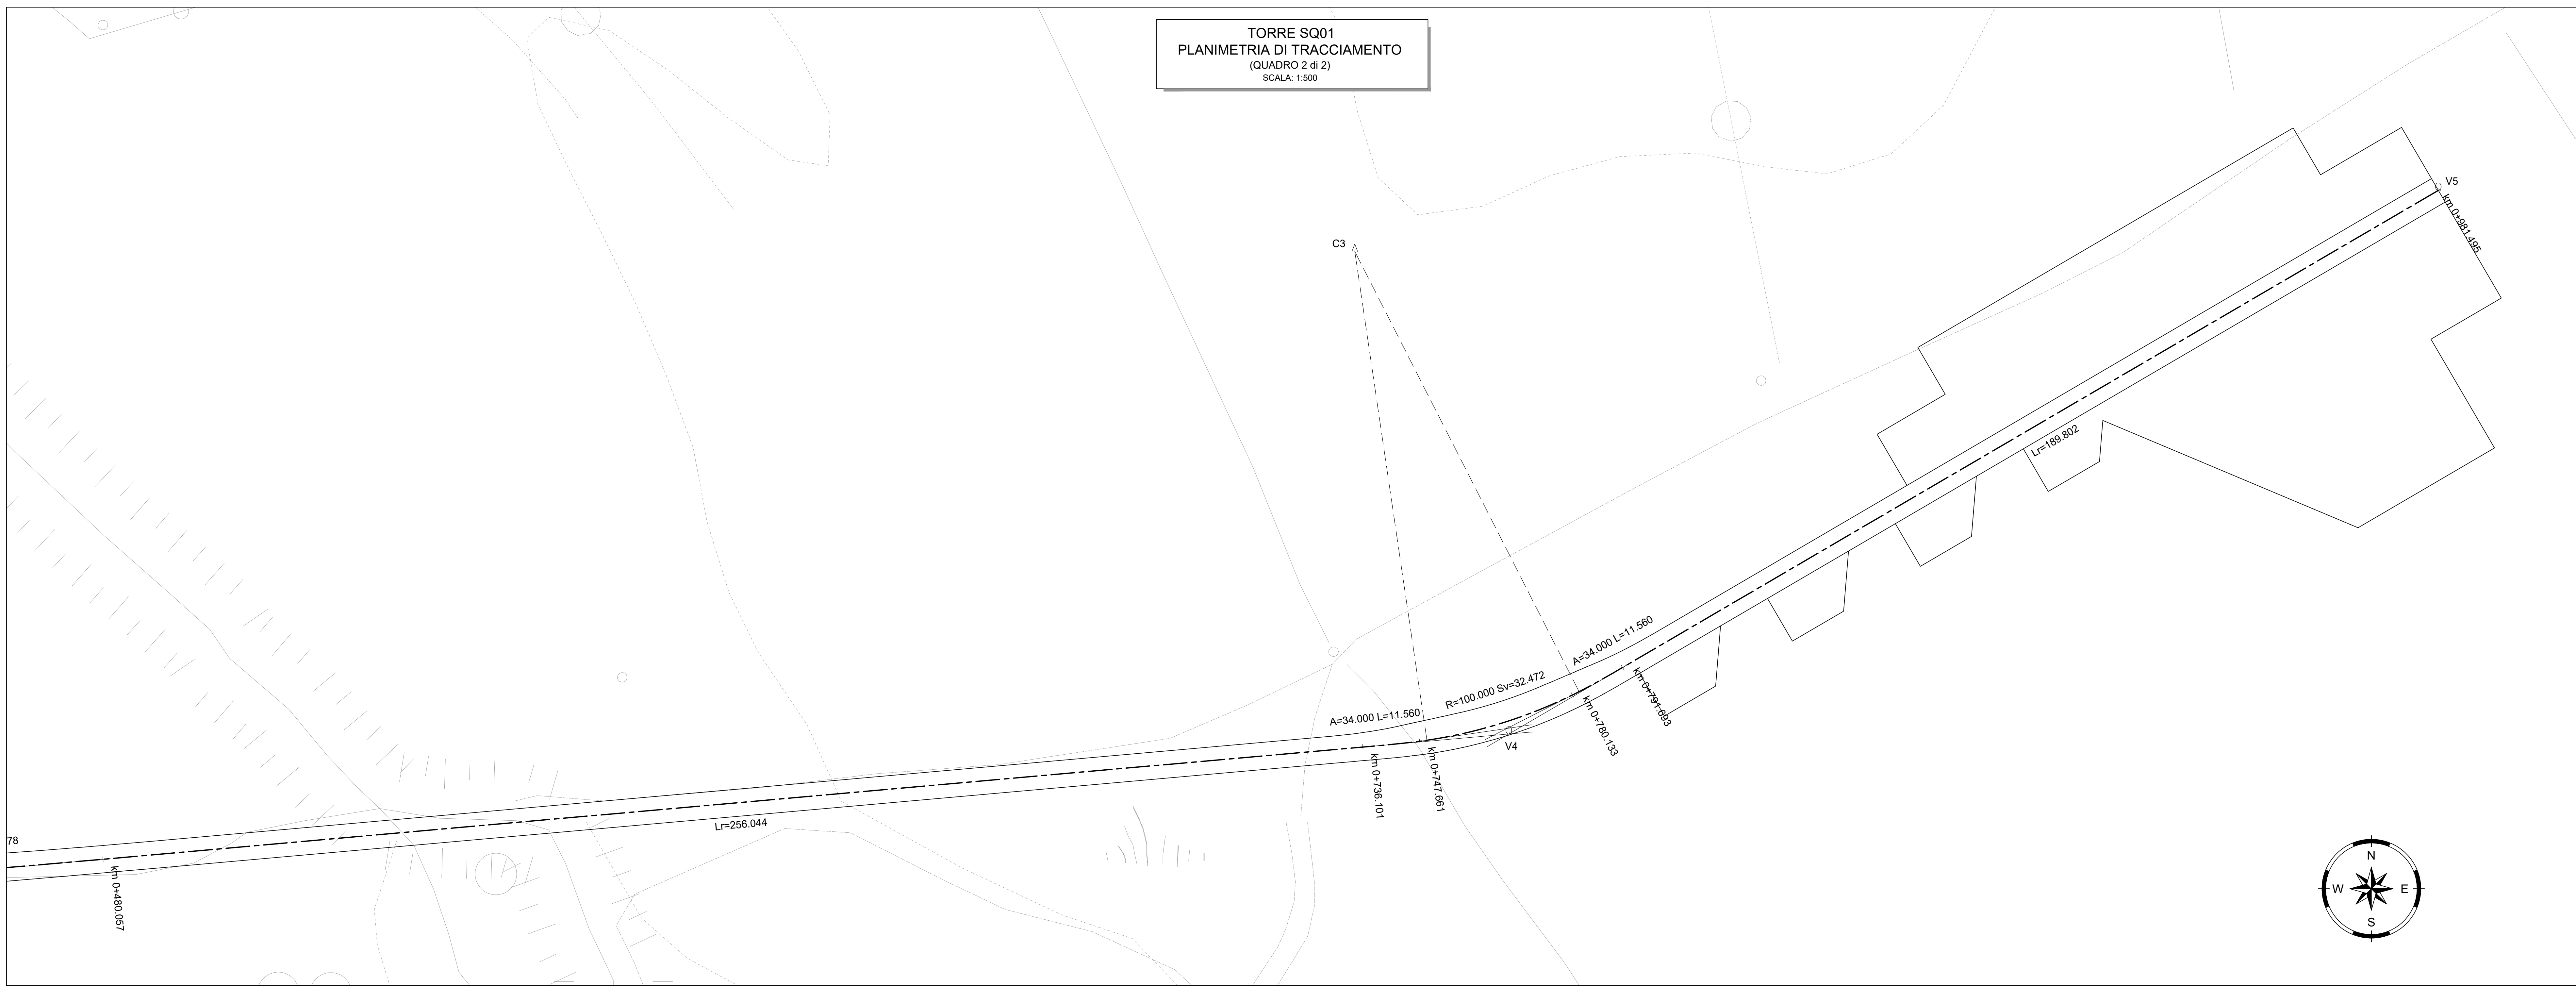 TORRE SQ01
PLANIMETRIA DI TRACCIAMENTO
(QUADRO 2 di 2)
SCALA: 1:500
V5
km 0+981.495
C3
Lr=189.802
A=34.000 L=11.560
R=100.000 Sv=32.472
A=34.000 L=11.560
km 0+791.693
km 0+780.133
V4
km 0+747.661
km 0+736.101
Lr=256.044
78
km 0+480.057
N
W
E
S